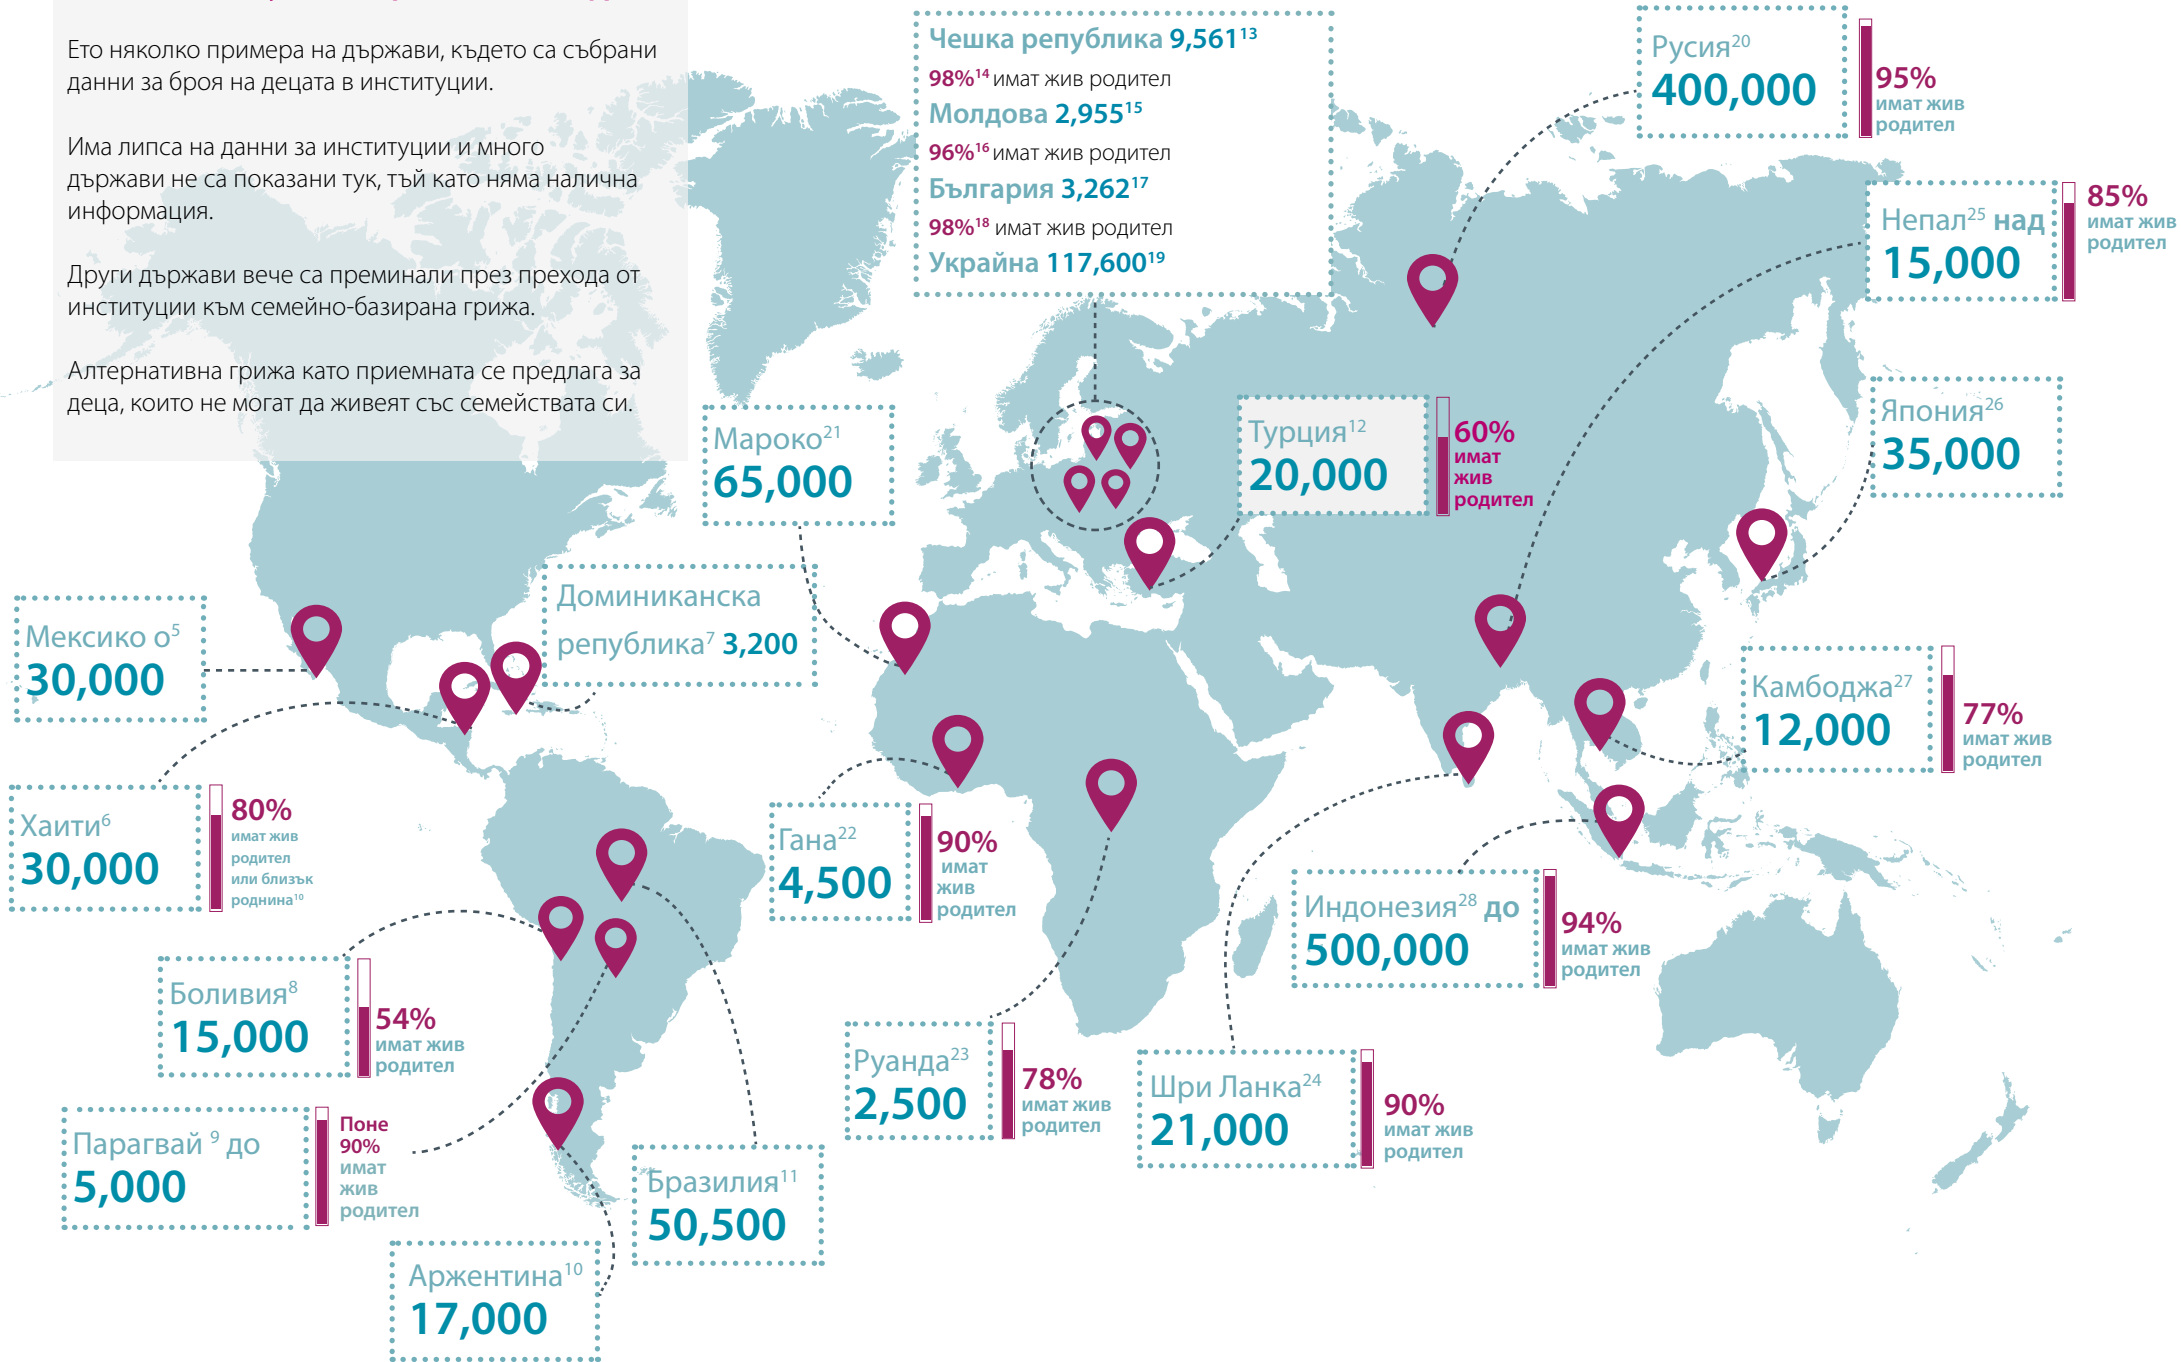 Ето няколко примера на държави, където са събрани
данни за броя на децата в институции.
Има липса на данни за институции и много
държави не са показани тук, тъй като няма налична
информация.
Други държави вече са преминали през прехода от
институции към семейно-базирана грижа.
Алтернативна грижа като приемната се предлага за
деца, които не могат да живеят със семействата си.
Чешка република 9,561¹³
98%¹⁴ имат жив родител
Молдова 2,955¹⁵
96%¹⁶ имат жив родител
България 3,262¹⁷
98%¹⁸ имат жив родител
Украйна 117,600¹⁹
Русия²⁰
400,000
95%
имат жив
родител
Непал²⁵ над
15,000
85%
имат жив
родител
Япония²⁶
35,000
Турция¹²
20,000
60%
имат
жив
родител
Мароко²¹
65,000
Доминиканска
република⁷ 3,200
Мексико о⁵
30,000
Камбоджа²⁷
12,000
77%
имат жив
родител
Хаити⁶
30,000
80%
имат жив
родител
или близък
роднина¹⁰
Гана²²
4,500
90%
имат
жив
родител
Индонезия²⁸ до
500,000
94%
имат жив
родител
Боливия⁸
15,000
54%
имат жив
родител
Руанда²³
2,500
78%
имат жив
родител
Шри Ланка²⁴
21,000
90%
имат жив
родител
Парагвай ⁹ до
5,000
Поне
90%
имат
жив
родител
Бразилия¹¹
50,500
Аржентина¹⁰
17,000